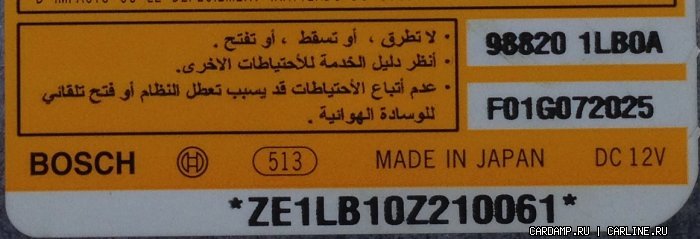 لا تطرق ، أو تسقط ، أو تفتح .
أنظر دليل الخدمة للأحتياطات الاخرى.
عدم أتباع الأحتياطات قد يسبب تعطل النظام أو فتح تلقائي
للوسادة الهوائية .
98820 1LB0A
F01G072025
BOSCH 513 MADE IN JAPAN DC 12V
*ZE1LB10Z210061*
CARDAMP.RU | CARLINE.RU